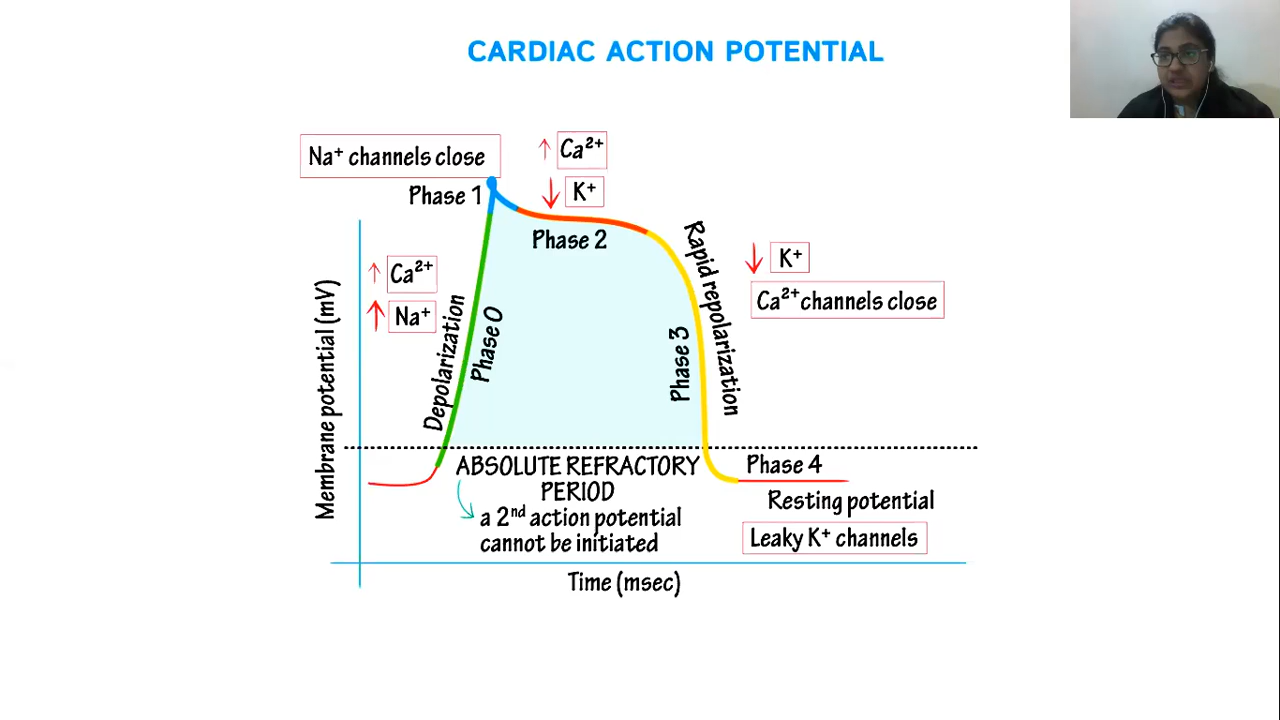 CARDIAC ACTION POTENTIAL
Na⁺ channels close
↑ Ca²⁺
↓ K⁺
Phase 1
Phase 2
↑ Ca²⁺
↑ Na⁺
Depolarization
Phase 0
Phase 3
Rapid repolarization
↓ K⁺
Ca²⁺ channels close
Membrane potential (mV)
ABSOLUTE REFRACTORY
PERIOD
a 2nd action potential
cannot be initiated
Phase 4
Resting potential
Leaky K⁺ channels
Time (msec)